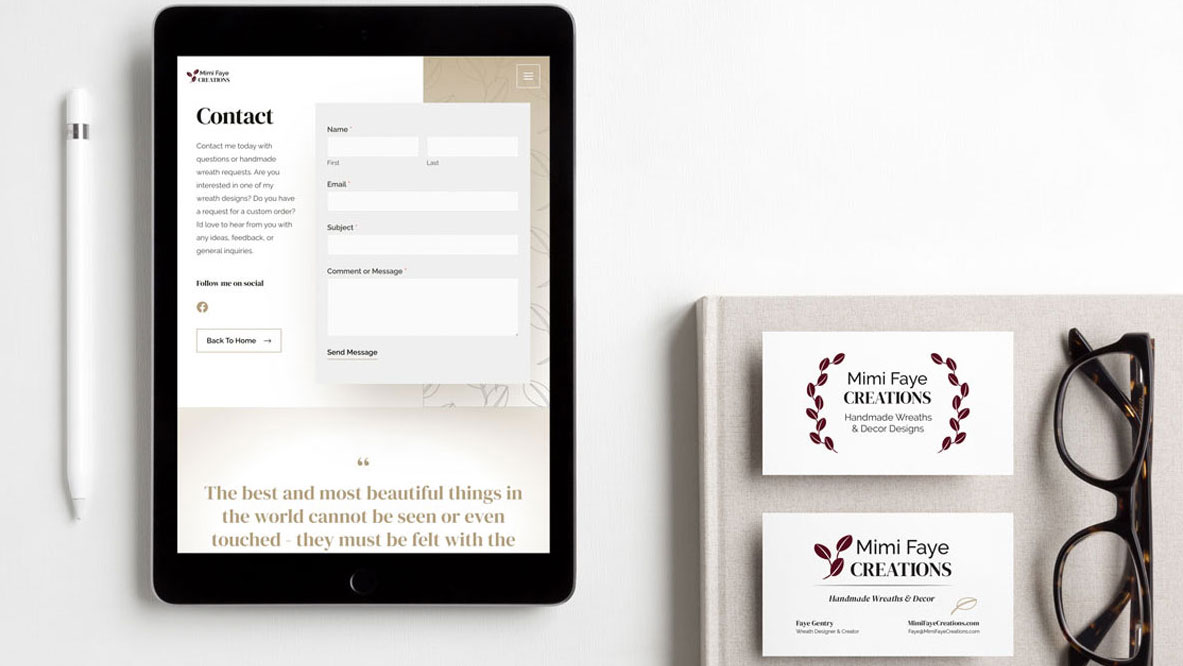 Mimi Faye
CREATIONS
Contact
Contact me today with
questions or handmade
wreath requests. Are you
interested in one of my
wreath designs? Do you have
a request for a custom order?
I'd love to hear from you with
any ideas, feedback, or
general inquiries.
Follow me on social
Back To Home →
Name *
First Last
Email *
Subject *
Comment or Message *
Send Message
“
The best and most beautiful things in
the world cannot be seen or even
touched - they must be felt with the
Mimi Faye
CREATIONS
Handmade Wreaths
& Decor Designs
Mimi Faye
CREATIONS
Handmade Wreaths & Decor
Faye Gentry
Wreath Designer & Creator
MimiFayeCreations.com
Faye@MimiFayeCreations.com